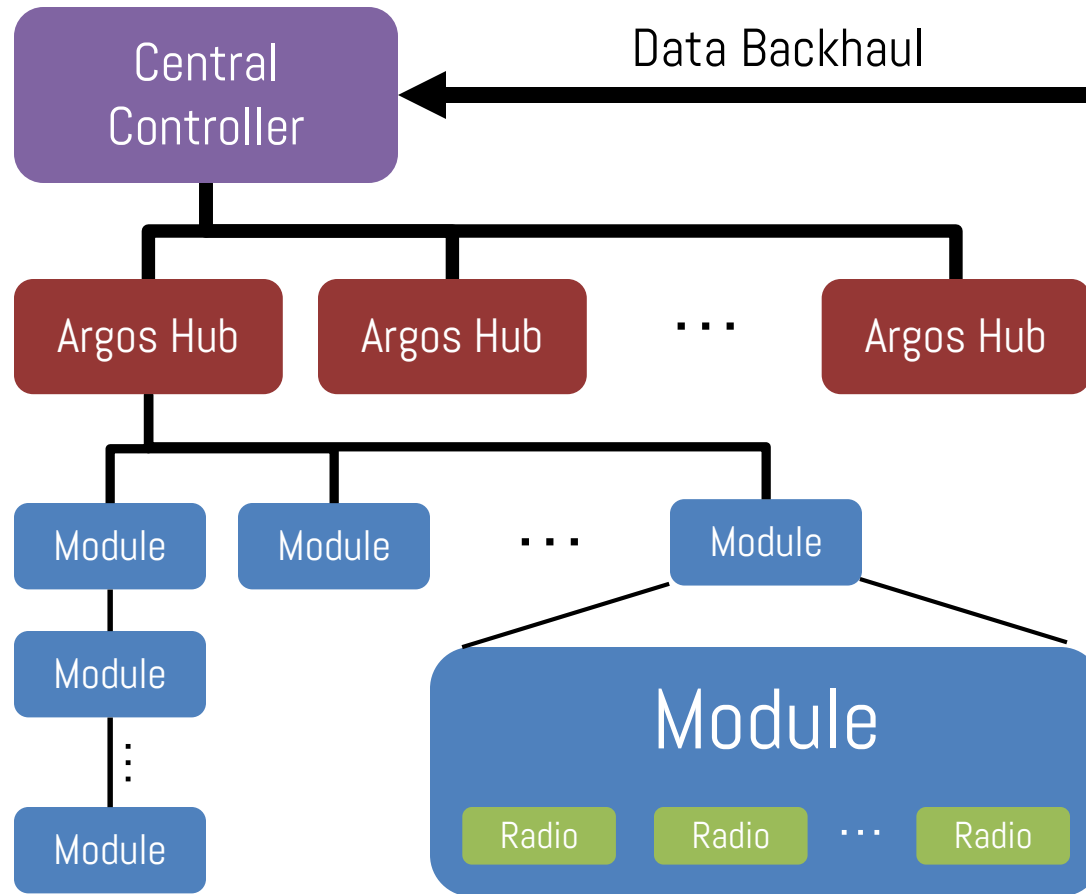 Central
Controller
Data Backhaul
Argos Hub
Argos Hub
...
Argos Hub
Module
Module
...
Module
Module
...
Module
Module
Radio
Radio
...
Radio